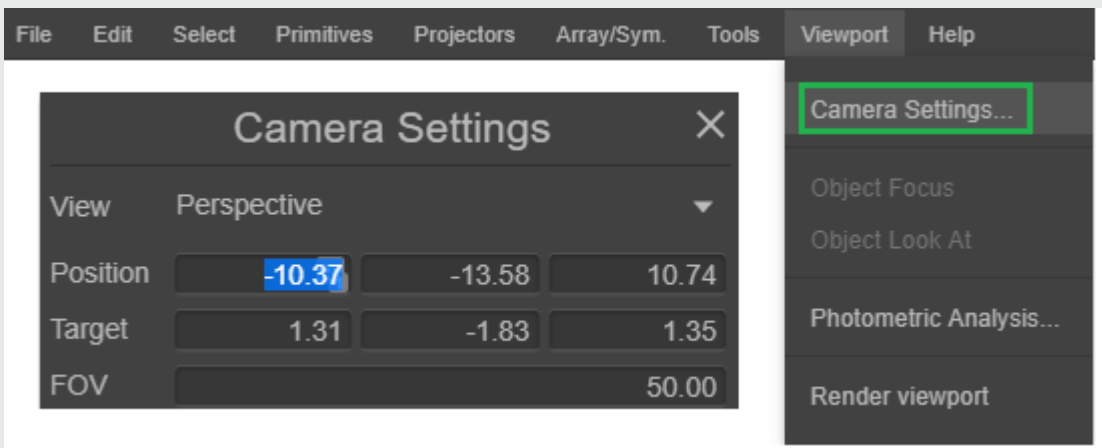 File Edit Select Primitives Projectors Array/Sym. Tools Viewport Help
Camera Settings
View Perspective
Position -10.37 -13.58 10.74
Target 1.31 -1.83 1.35
FOV 50.00
Camera Settings...
Object Focus
Object Look At
Photometric Analysis...
Render viewport